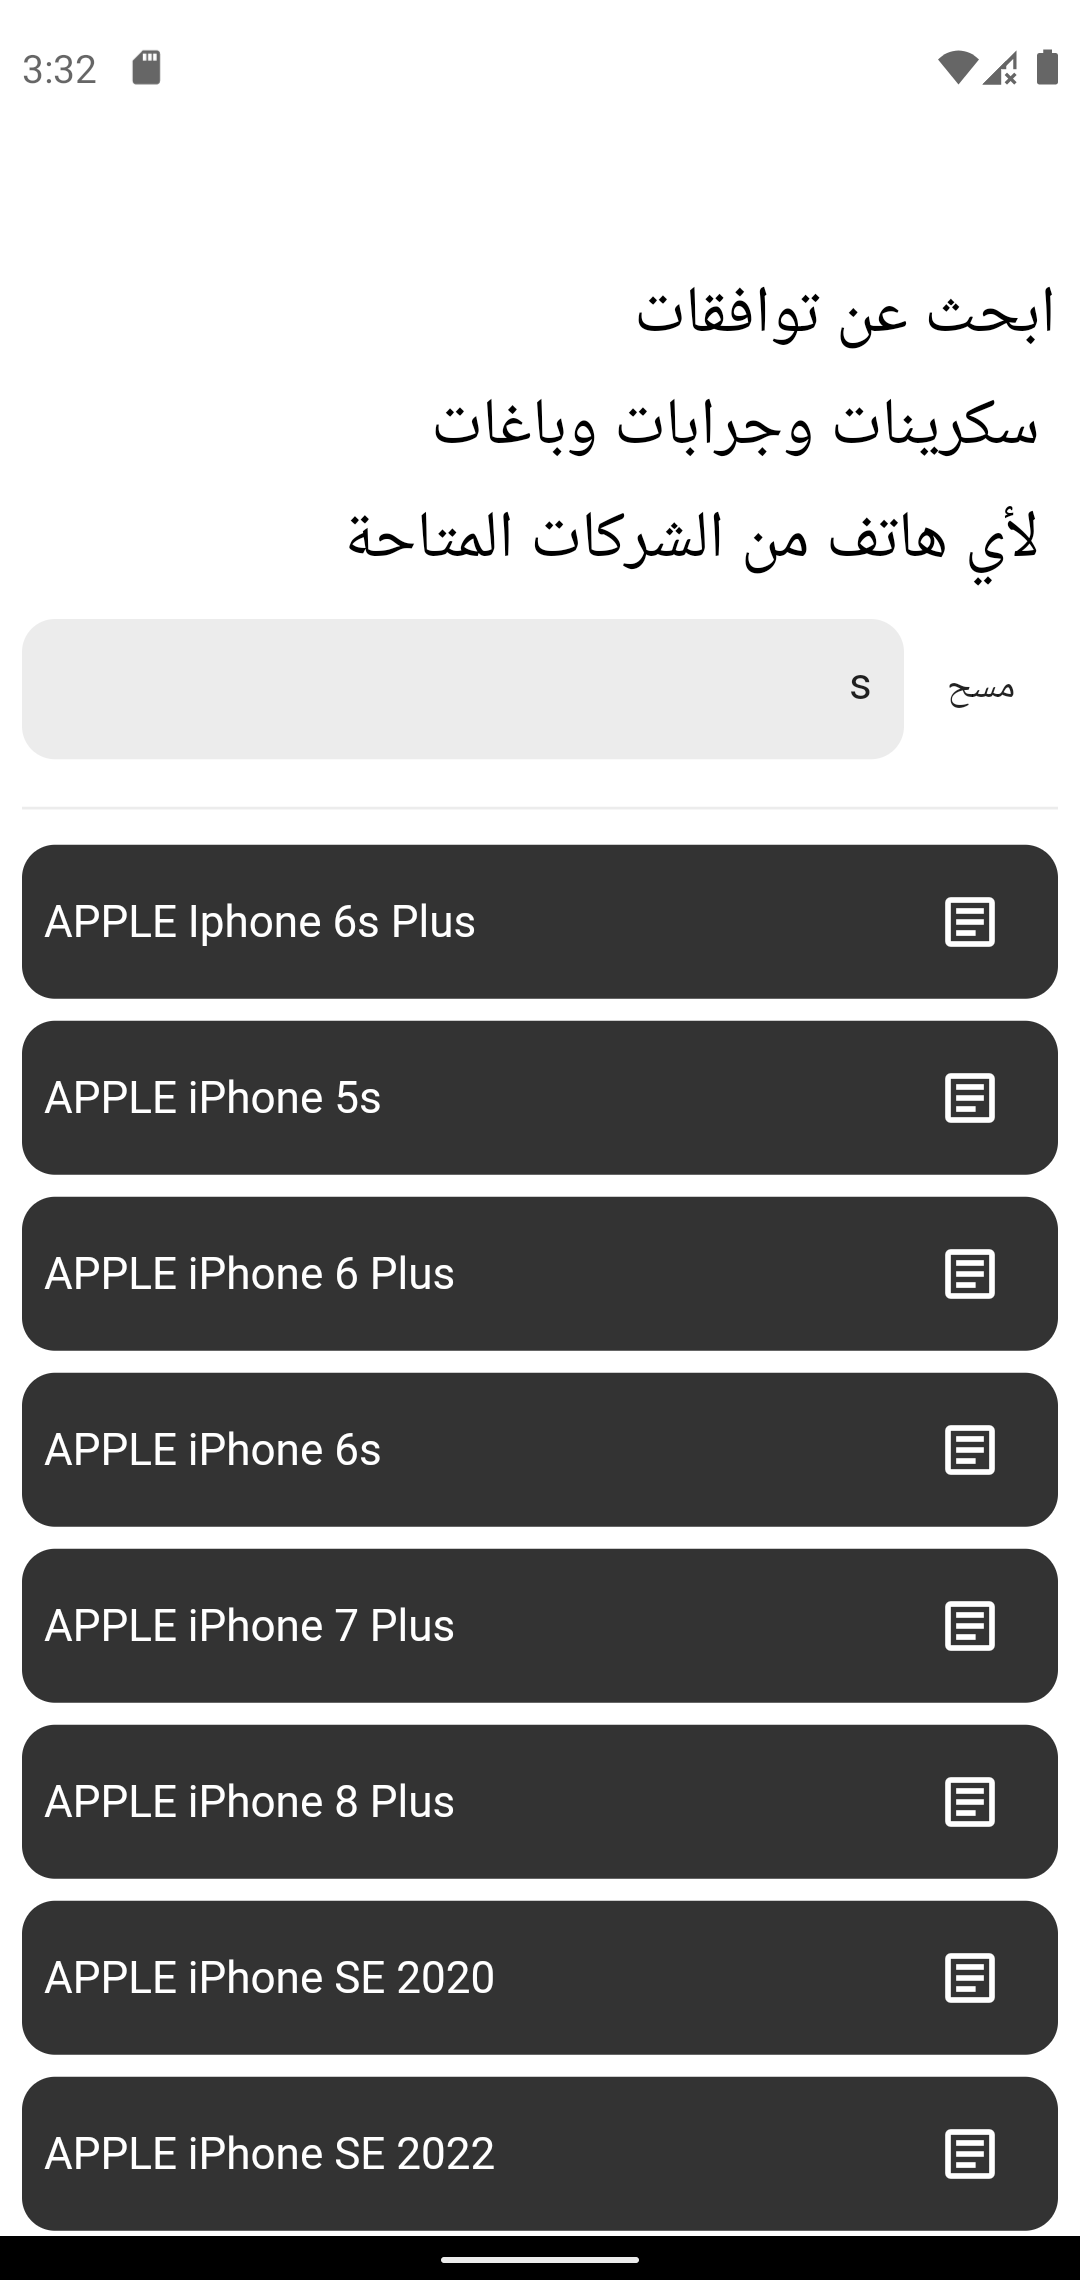 3:32
ابحث عن توافقات
سكرينات وجرابات وباغات
لأي هاتف من الشركات المتاحة
s
مسح
APPLE Iphone 6s Plus
APPLE iPhone 5s
APPLE iPhone 6 Plus
APPLE iPhone 6s
APPLE iPhone 7 Plus
APPLE iPhone 8 Plus
APPLE iPhone SE 2020
APPLE iPhone SE 2022